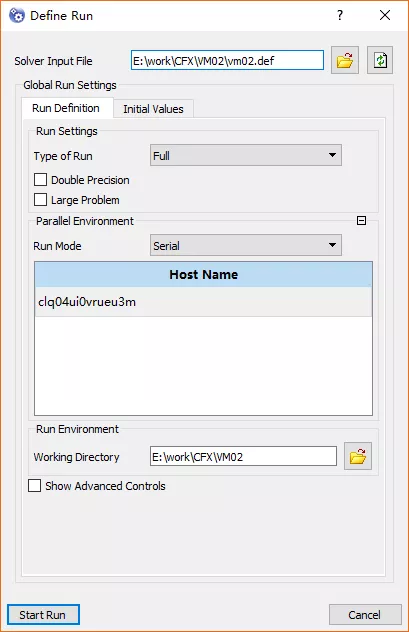 Define Run
?
Solver Input File E:\work\CFX\VM02\vm02.def
Global Run Settings
Run Definition Initial Values
Run Settings
Type of Run Full
Double Precision
Large Problem
Parallel Environment
Run Mode Serial
Host Name
clq04ui0vrueu3m
Run Environment
Working Directory E:\work\CFX\VM02
Show Advanced Controls
Start Run Cancel